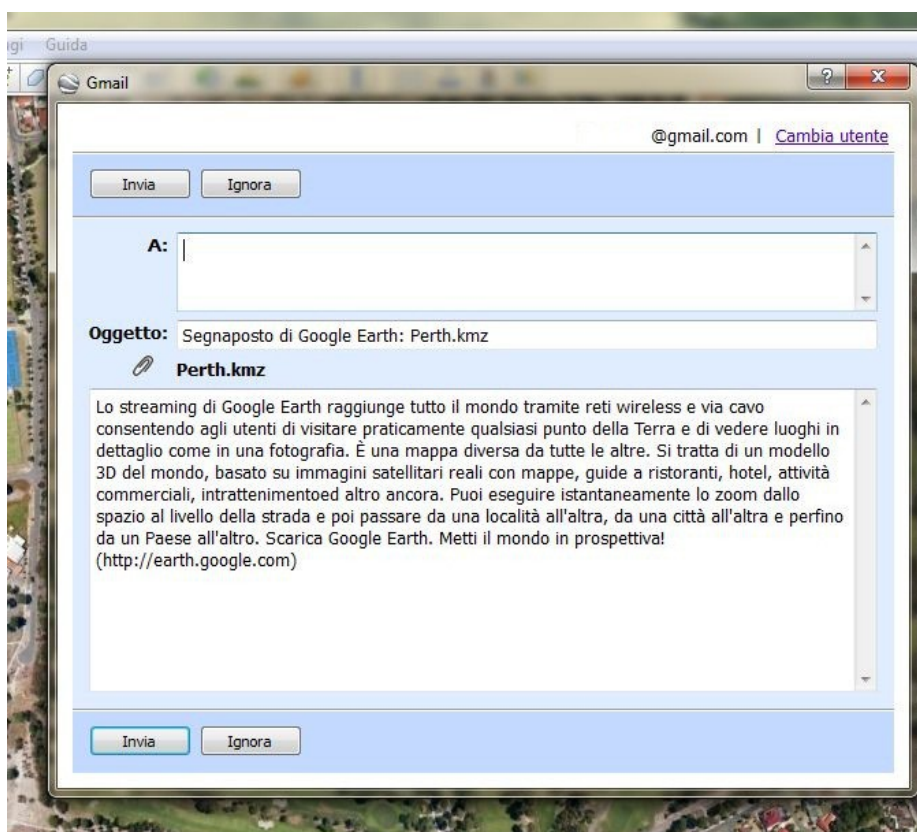 gi Guida
Gmail
@gmail.com | Cambia utente
Invia Ignora
A:
Oggetto: Segnaposto di Google Earth: Perth.kmz
Perth.kmz
Lo streaming di Google Earth raggiunge tutto il mondo tramite reti wireless e via cavo
consentendo agli utenti di visitare praticamente qualsiasi punto della Terra e di vedere luoghi in
dettaglio come in una fotografia. È una mappa diversa da tutte le altre. Si tratta di un modello
3D del mondo, basato su immagini satellitari reali con mappe, guide a ristoranti, hotel, attività
commerciali, intrattenimentoed altro ancora. Puoi eseguire istantaneamente lo zoom dallo
spazio al livello della strada e poi passare da una località all'altra, da una città all'altra e perfino
da un Paese all'altro. Scarica Google Earth. Metti il mondo in prospettiva!
(http://earth.google.com)
Invia Ignora